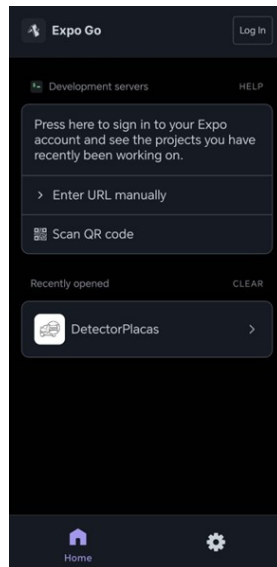 Expo Go
Log In
Development servers
HELP
Press here to sign in to your Expo
account and see the projects you have
recently been working on.
Enter URL manually
Scan QR code
Recently opened
CLEAR
DetectorPlacas
Home